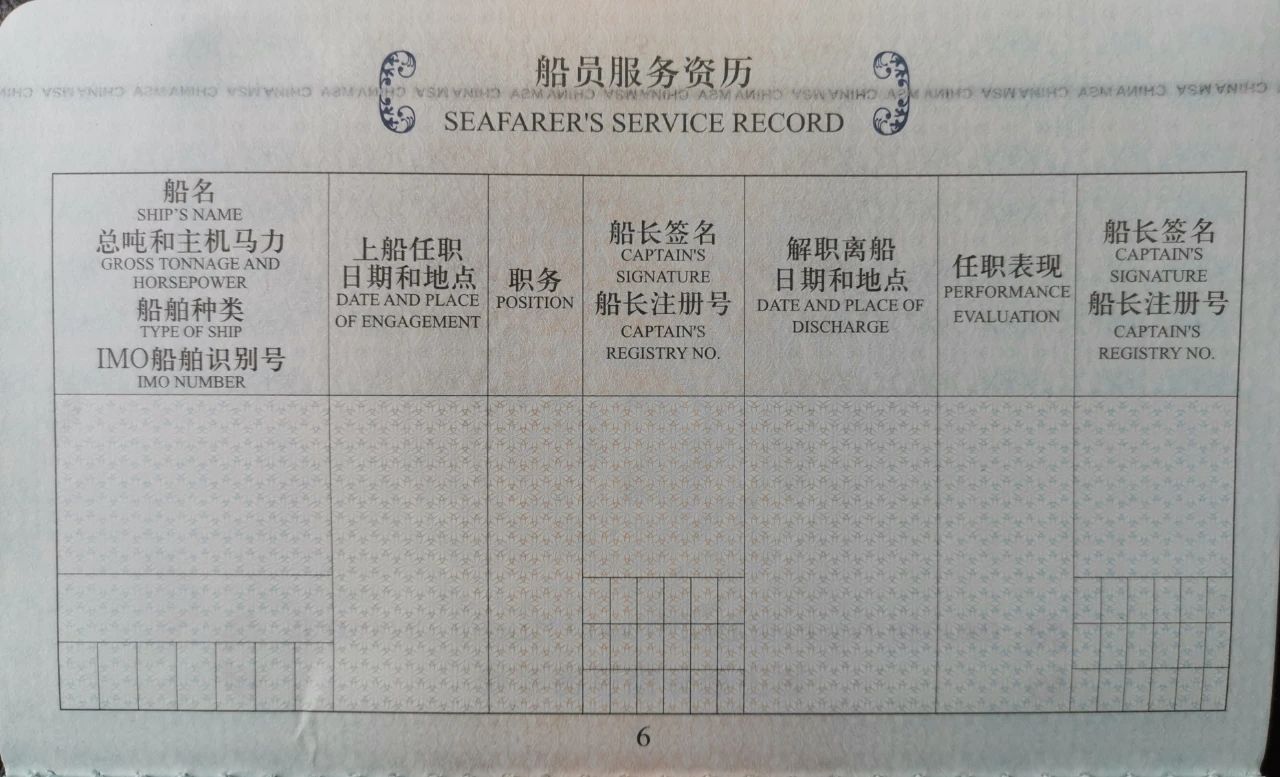 船员服务资历
CHINA MSA CHINA MSA CHINA MSA CHINA MSA CHINA MSA CHINA MSA CHINA MSA CHINA MSA CHINA MSA CHINA MSA CHINA MSA CHINA MSA CHINA MSA
SEAFARER'S SERVICE RECORD
船名
SHIP'S NAME
总吨和主机马力
GROSS TONNAGE AND
HORSEPOWER
船舶种类
TYPE OF SHIP
IMO船舶识别号
IMO NUMBER
上船任职
日期和地点
DATE AND PLACE
OF ENGAGEMENT
职务
POSITION
船长签名
CAPTAIN'S
SIGNATURE
船长注册号
CAPTAIN'S
REGISTRY NO.
解职离船
日期和地点
DATE AND PLACE OF
DISCHARGE
任职表现
PERFORMANCE
EVALUATION
船长签名
CAPTAIN'S
SIGNATURE
船长注册号
CAPTAIN'S
REGISTRY NO.
6